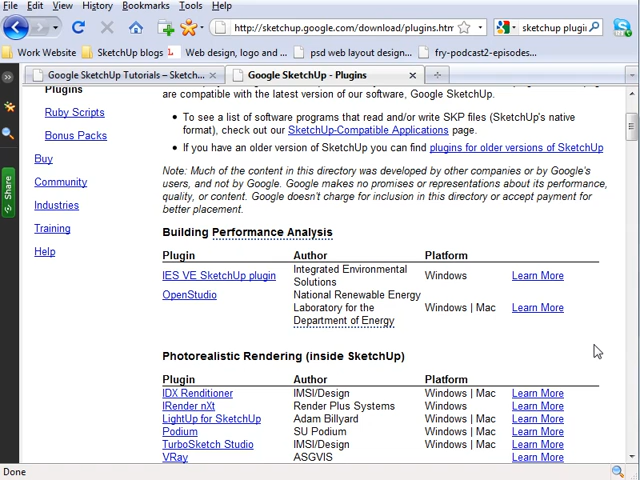 File Edit View History Bookmarks Tools Help
http://sketchup.google.com/download/plugins.htm
sketchup plugi
Work Website SketchUp blogs Web design, logo and ... psd web layout design... fry-podcast2-episodes...
Google SketchUp Tutorials – Sketch... Google SketchUp - Plugins
Share
Plugins
Ruby Scripts
Bonus Packs
Buy
Community
Industries
Training
Help
are compatible with the latest version of our software, Google SketchUp.
To see a list of software programs that read and/or write SKP files (SketchUp's native
format), check out our SketchUp-Compatible Applications page.
If you have an older version of SketchUp you can find plugins for older versions of SketchUp
Note: Much of the content in this directory was developed by other companies or by Google's
users, and not by Google. Google makes no promises or representations about its performance,
quality, or content. Google doesn't charge for inclusion in this directory or accept payment for
better placement.
Building Performance Analysis
Plugin Author Platform
IES VE SketchUp plugin Integrated Environmental Solutions Windows Learn More
OpenStudio National Renewable Energy Laboratory for the Department of Energy Windows | Mac Learn More
Photorealistic Rendering (inside SketchUp)
Plugin Author Platform
IDX Renditioner IMSI/Design Windows | Mac Learn More
IRender nXt Render Plus Systems Windows Learn More
LightUp for SketchUp Adam Billyard Windows | Mac Learn More
Podium SU Podium Windows | Mac Learn More
TurboSketch Studio IMSI/Design Windows | Mac Learn More
VRay ASGVIS Windows | Mac Learn More
Done